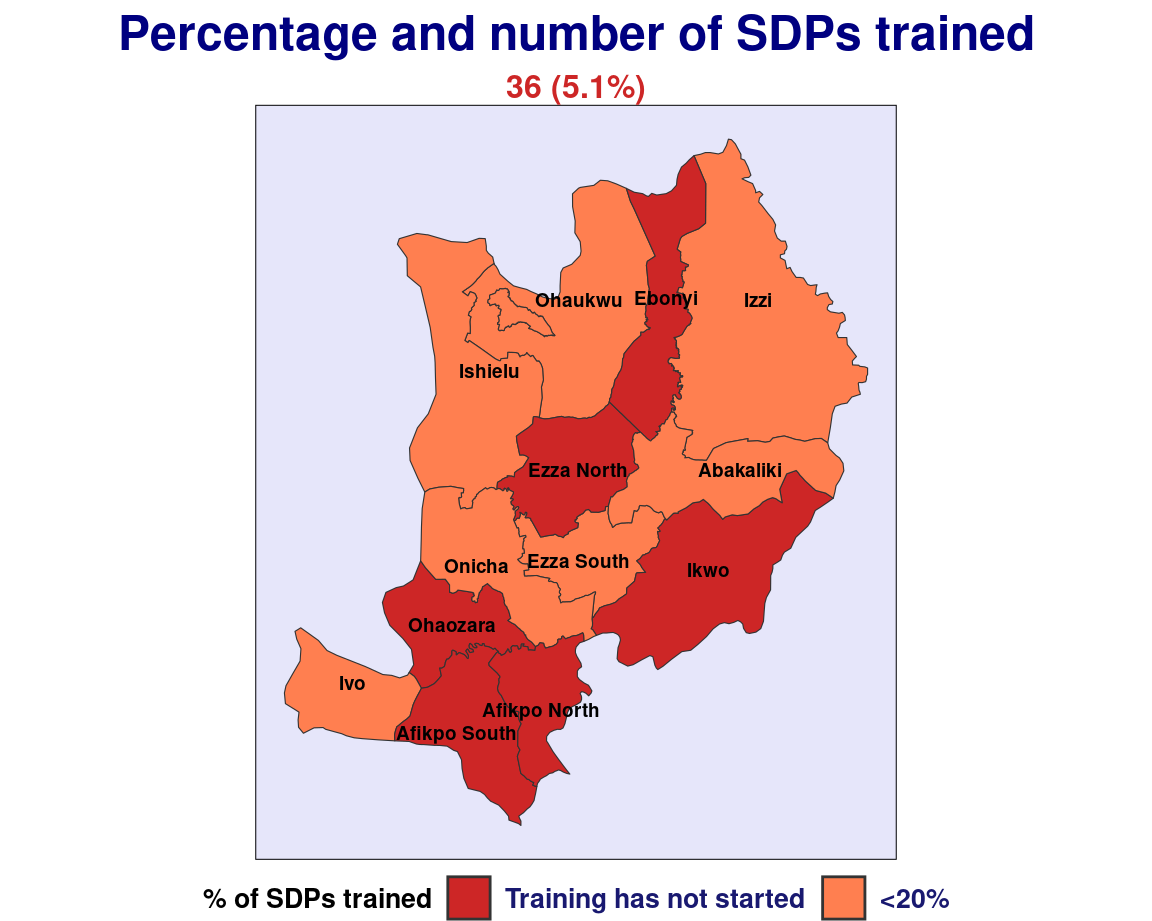 Percentage and number of SDPs trained
36 (5.1%)
Ohaukwu
Ebonyi
Izzi
Ishielu
Ezza North
Abakaliki
Onicha
Ezza South
Ikwo
Ohaozara
Ivo
Afikpo North
Afikpo South
% of SDPs trained Training has not started <20%